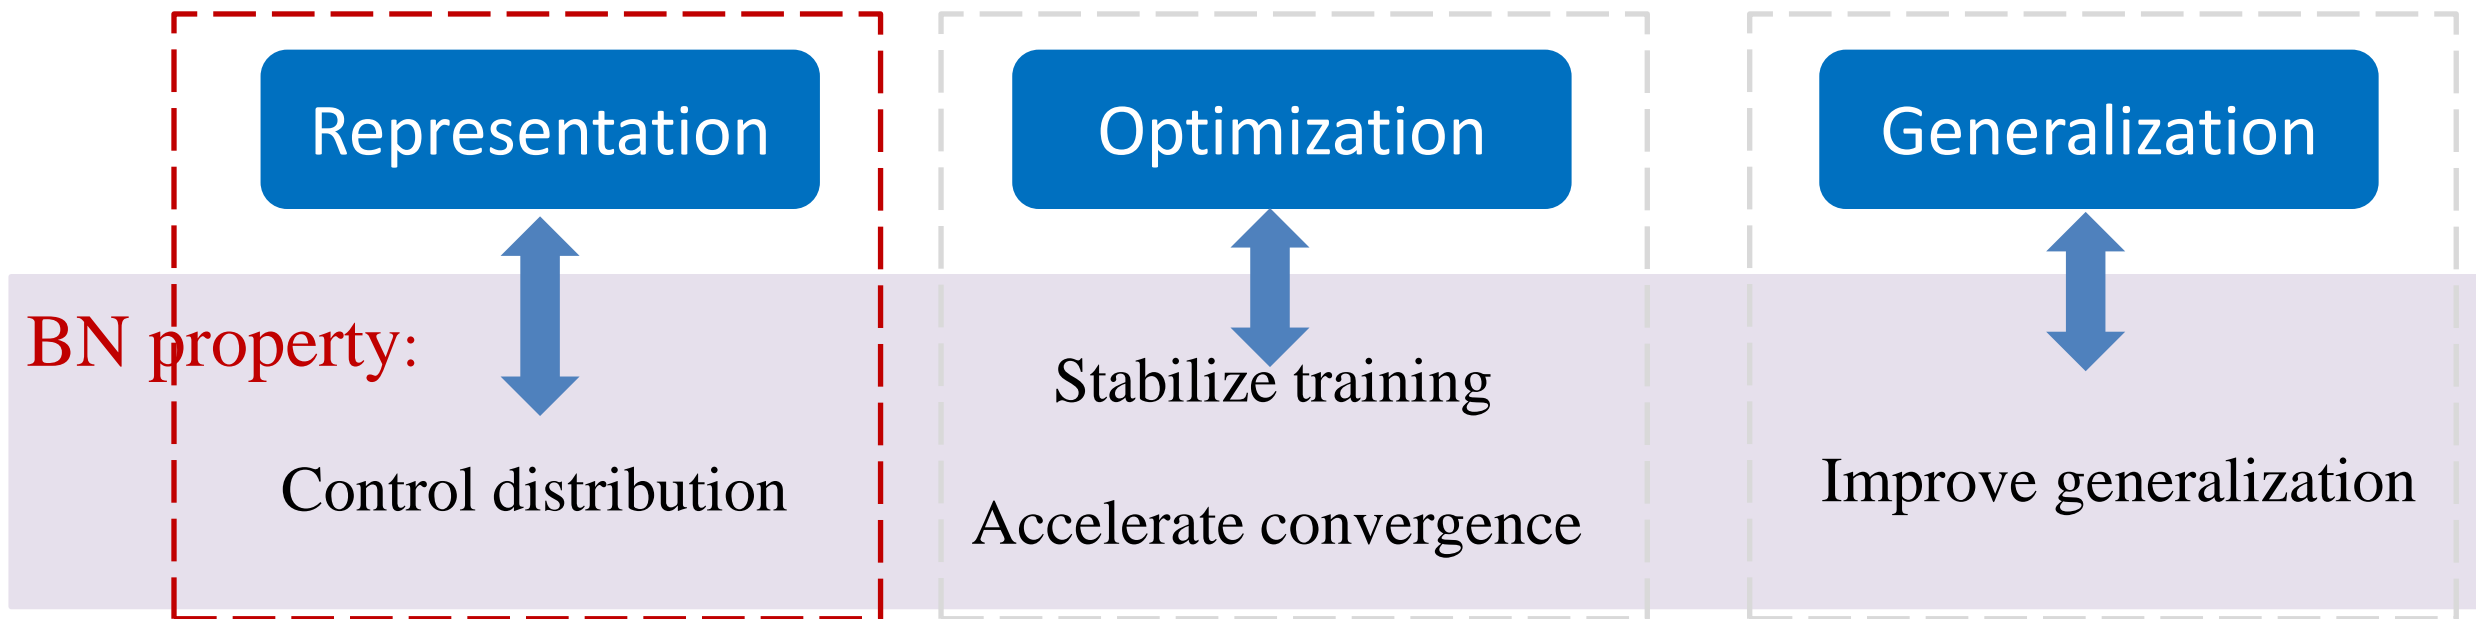 Representation
Optimization
Generalization
BN property:
Control distribution
Stabilize training
Accelerate convergence
Improve generalization